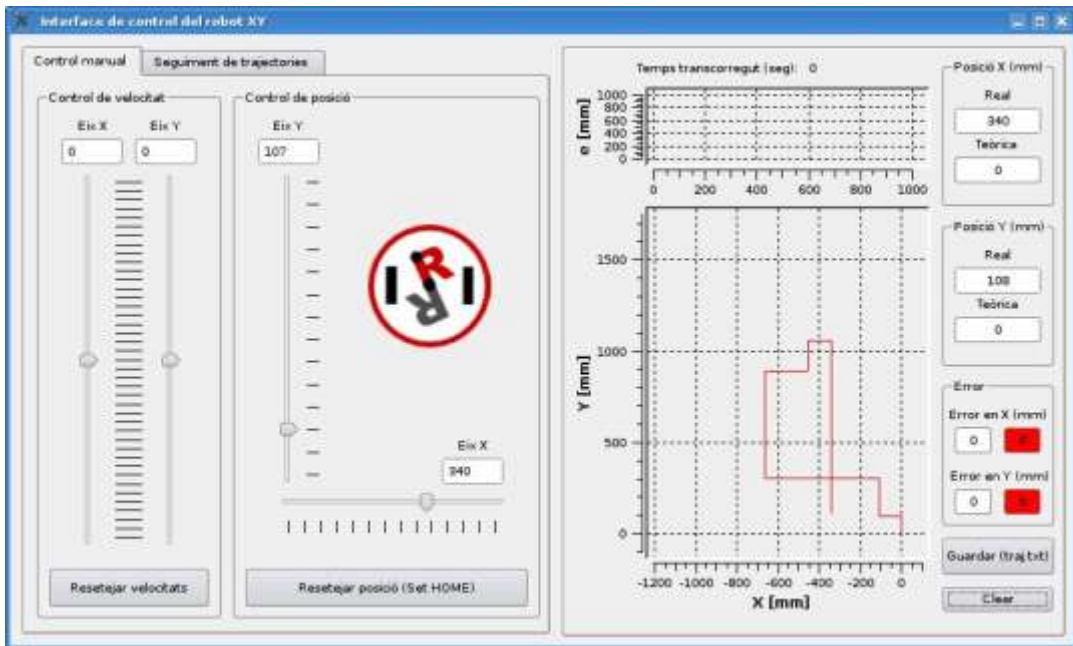 Interface de control del robot XY
Control manual
Seguiment de trajectories
Control de velocitat
Eix X
Eix Y
0
0
Resetejar velocitats
Control de posició
Eix Y
107
IRI
R
Eix X
340
Resetejar posició (Set HOME)
Temps transcorregut (seg): 0
e [mm]
1000
800
600
400
200
0
0 200 400 600 800 1000
Y [mm]
1500
1000
500
0
-1200 -1000 -800 -600 -400 -200 0
X [mm]
Posició X (mm)
Real
340
Teòrica
0
Posició Y (mm)
Real
108
Teòrica
0
Error
Error en X (mm)
0
0
Error en Y (mm)
0
0
Guardar (traj.txt)
Clear